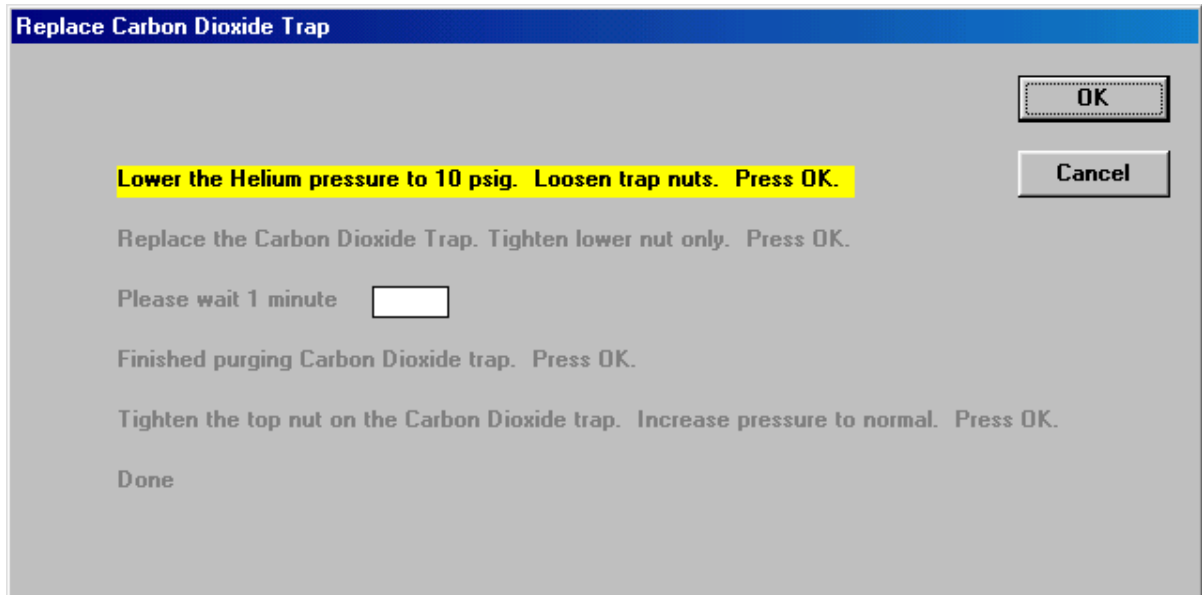 Replace Carbon Dioxide Trap
OK
Lower the Helium pressure to 10 psig.  Loosen trap nuts.  Press OK.
Cancel
Replace the Carbon Dioxide Trap. Tighten lower nut only.  Press OK.
Please wait 1 minute
Finished purging Carbon Dioxide trap.  Press OK.
Tighten the top nut on the Carbon Dioxide trap.  Increase pressure to normal.  Press OK.
Done